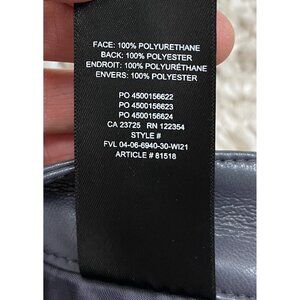 FACE: 100% POLYURETHANE
BACK: 100% POLYESTER
ENDROIT: 100% POLYURÉTHANE
ENVERS: 100% POLYESTER
PO 4500156622
PO 4500156623
PO 4500156624
CA 23725 RN 122354
STYLE #
FVL 04-06-6940-30-WI21
ARTICLE # 81518